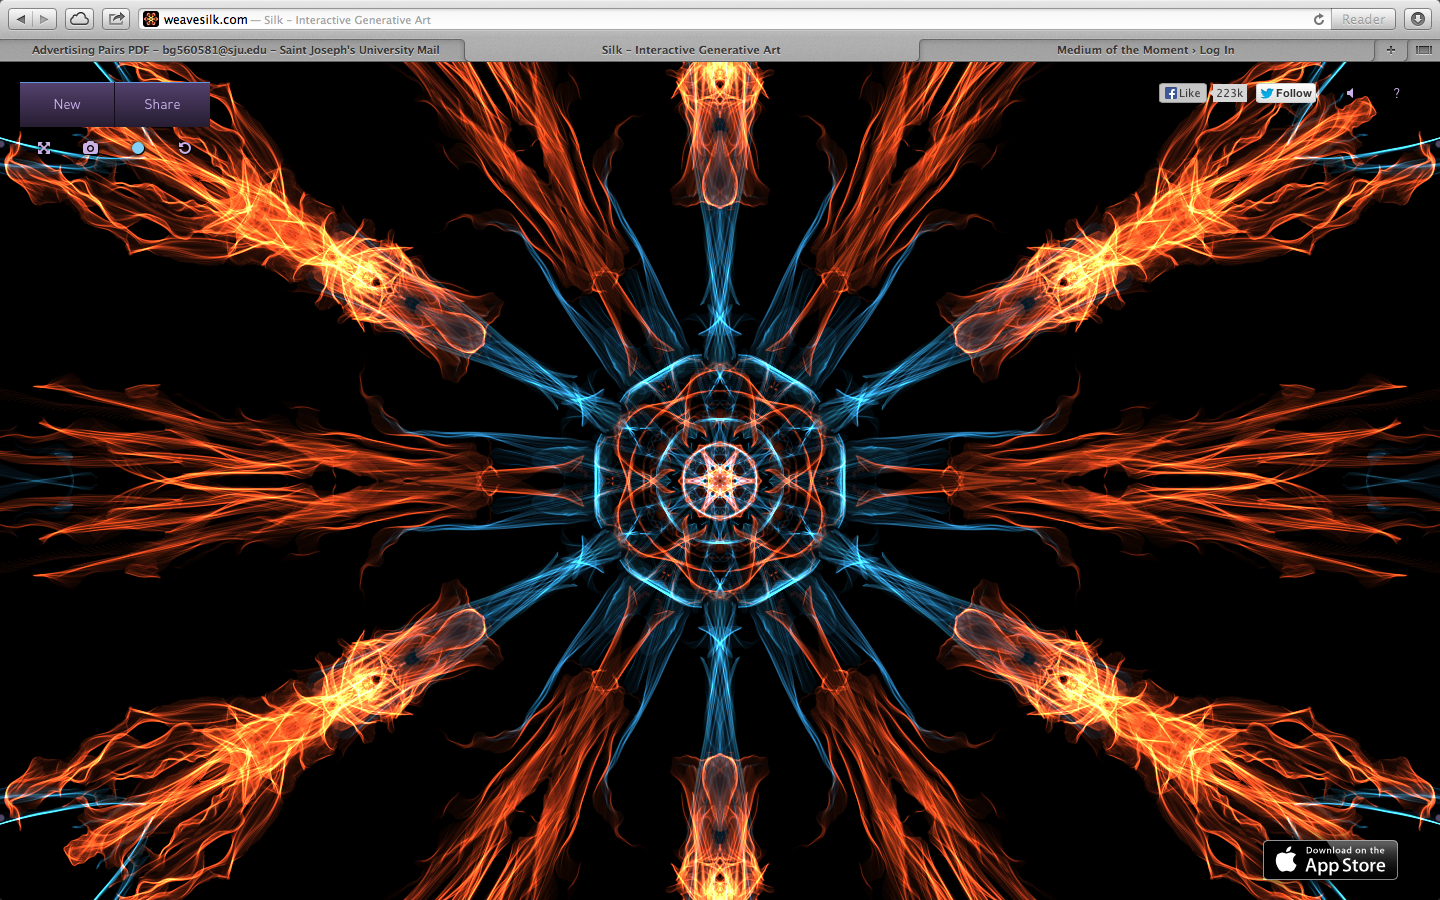 weavesilk.com — Silk – Interactive Generative Art
Reader
Advertising Pairs PDF – bg560581@sju.edu – Saint Joseph's University Mail
Silk – Interactive Generative Art
Medium of the Moment › Log In
New
Share
Like
223k
Follow
?
Download on the
App Store